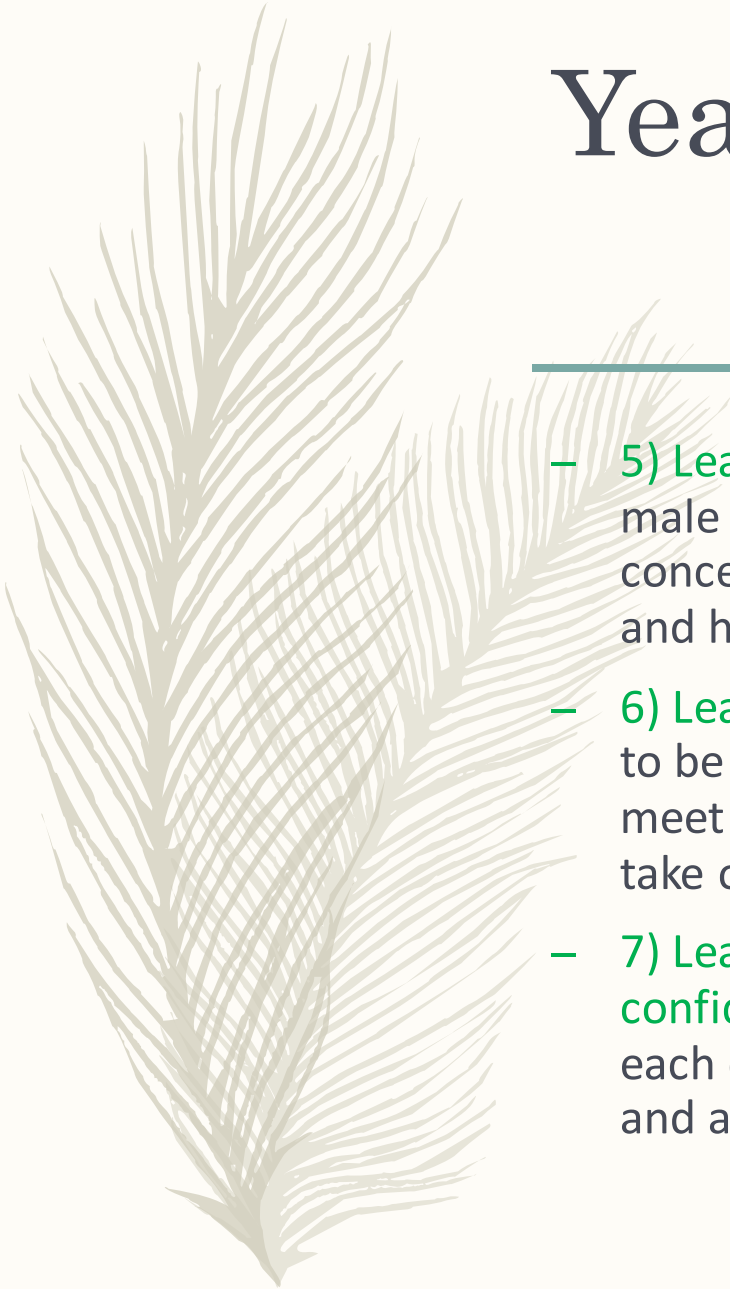 Yea
– 5) Lea
male
conce
and h
– 6) Lea
to be
meet
take
– 7) Lea
confid
each
and a